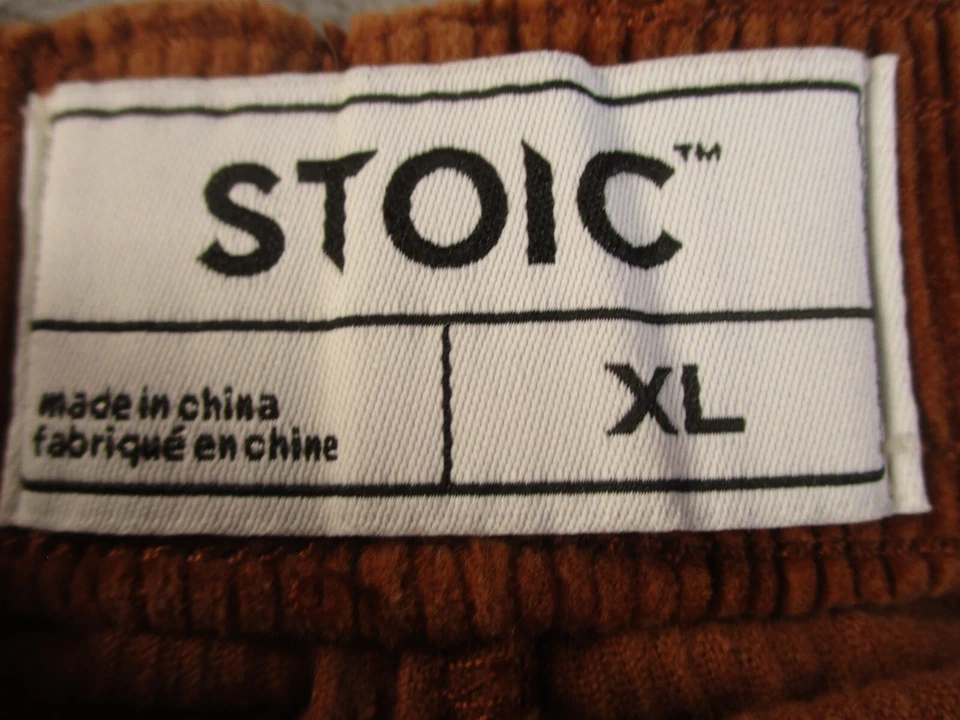 STOIC™
made in china
fabriqué en chine
XL